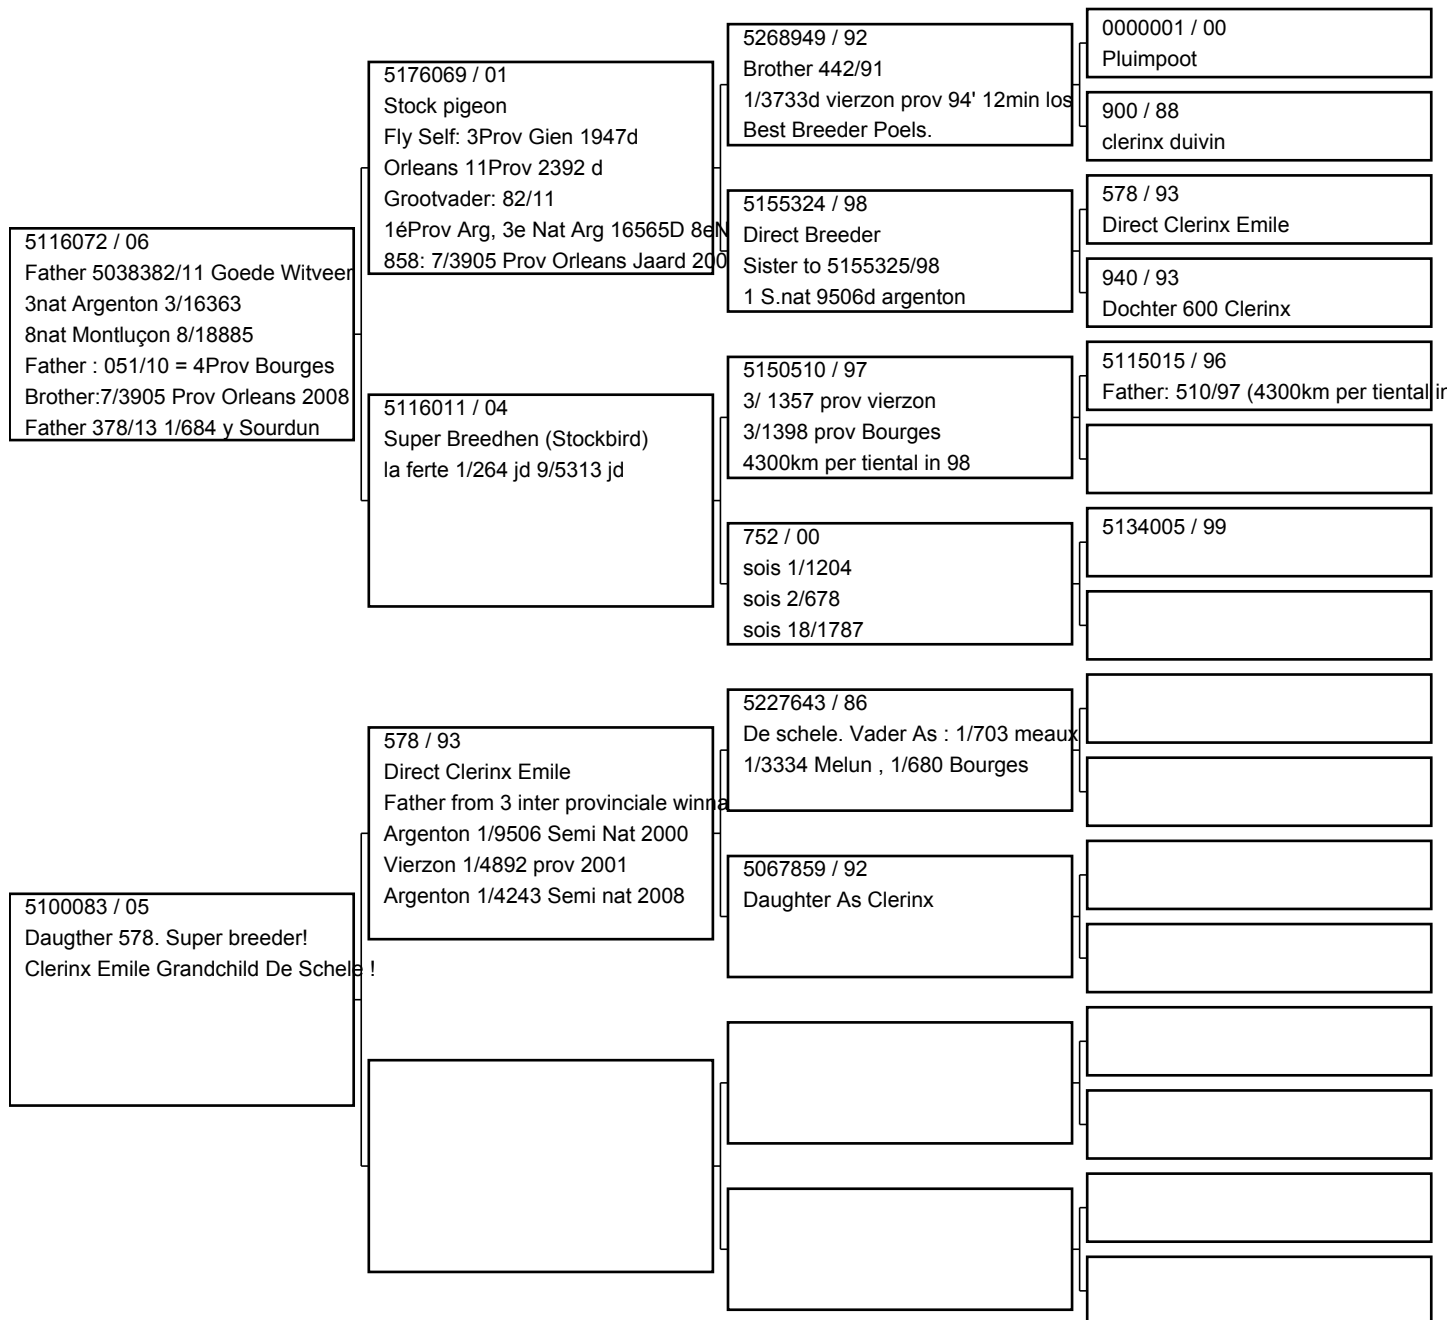 5116072 / 06
Father 5038382/11 Goede Witveer
3nat Argenton 3/16363
8nat Montluçon 8/18885
Father : 051/10 = 4Prov Bourges
Brother:7/3905 Prov Orleans 2008
Father 378/13 1/684 y Sourdun
5100083 / 05
Daugther 578. Super breeder!
Clerinx Emile Grandchild De Schele !
5176069 / 01
Stock pigeon
Fly Self: 3Prov Gien 1947d
Orleans 11Prov 2392 d
Grootvader: 82/11
1éProv Arg, 3e Nat Arg 16565D 8eN
858: 7/3905 Prov Orleans Jaard 200
5116011 / 04
Super Breedhen (Stockbird)
la ferte 1/264 jd 9/5313 jd
578 / 93
Direct Clerinx Emile
Father from 3 inter provinciale winna
Argenton 1/9506 Semi Nat 2000
Vierzon 1/4892 prov 2001
Argenton 1/4243 Semi nat 2008
5268949 / 92
Brother 442/91
1/3733d vierzon prov 94' 12min los
Best Breeder Poels.
5155324 / 98
Direct Breeder
Sister to 5155325/98
1 S.nat 9506d argenton
5150510 / 97
3/ 1357 prov vierzon
3/1398 prov Bourges
4300km per tiental in 98
752 / 00
sois 1/1204
sois 2/678
sois 18/1787
5227643 / 86
De schele. Vader As : 1/703 meaux
1/3334 Melun , 1/680 Bourges
5067859 / 92
Daughter As Clerinx
0000001 / 00
Pluimpoot
900 / 88
clerinx duivin
578 / 93
Direct Clerinx Emile
940 / 93
Dochter 600 Clerinx
5115015 / 96
Father: 510/97 (4300km per tiental in
5134005 / 99